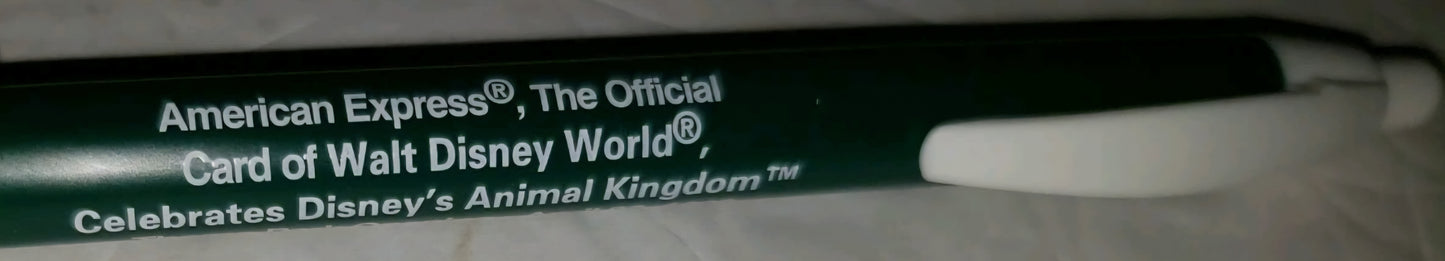 American Express®, The Official
Card of Walt Disney World®,
Celebrates Disney's Animal Kingdom™